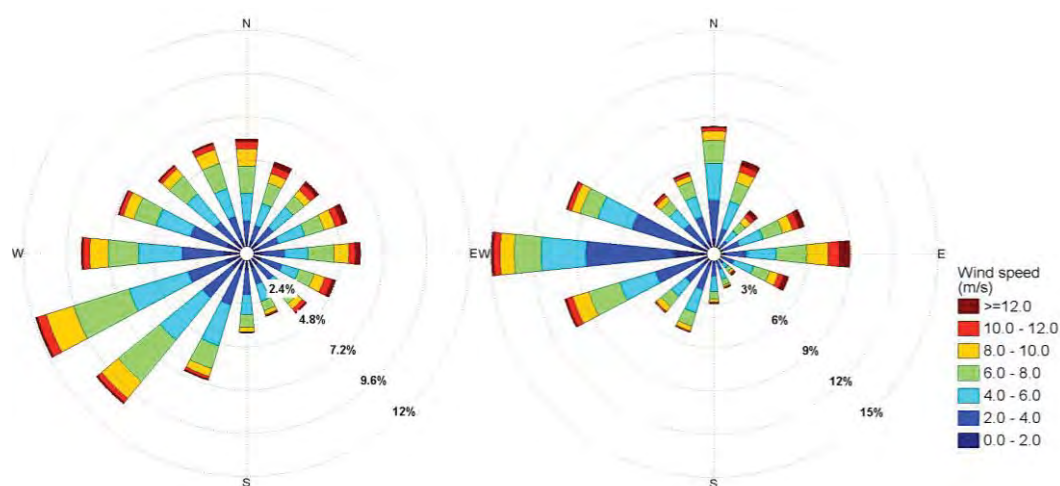 N
N
W
E
W
E
2.4%
4.8%
7.2%
9.6%
12%
S
3%
6%
9%
12%
15%
S
Wind speed
(m/s)
>=12.0
10.0 - 12.0
8.0 - 10.0
6.0 - 8.0
4.0 - 6.0
2.0 - 4.0
0.0 - 2.0